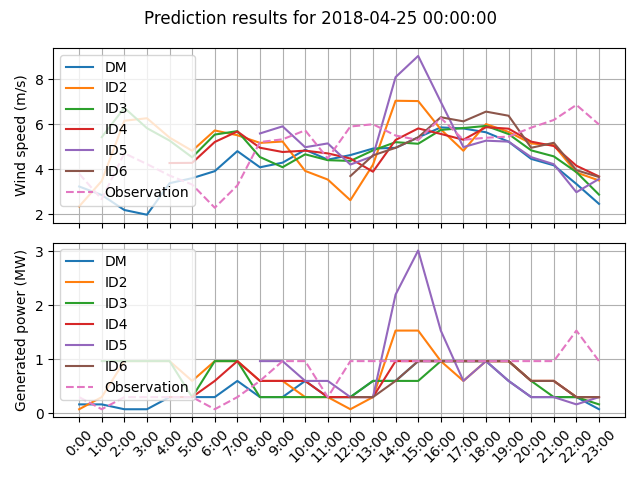 Prediction results for 2018-04-25 00:00:00
Wind speed (m/s)
8
6
4
2
DM
ID2
ID3
ID4
ID5
ID6
Observation
Generated power (MW)
3
2
1
0
DM
ID2
ID3
ID4
ID5
ID6
Observation
0:00 1:00 2:00 3:00 4:00 5:00 6:00 7:00 8:00 9:00 10:00 11:00 12:00 13:00 14:00 15:00 16:00 17:00 18:00 19:00 20:00 21:00 22:00 23:00